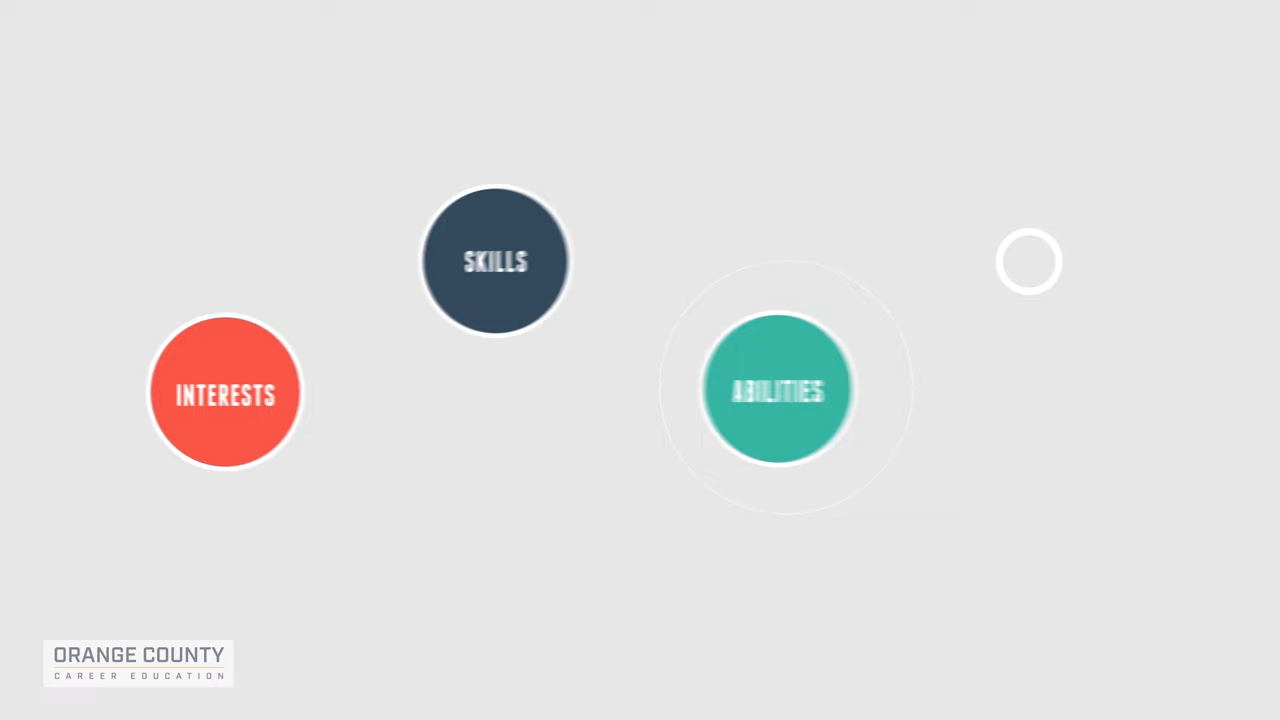 INTERESTS
SKILLS
ABILITIES
ORANGE COUNTY
CAREER EDUCATION